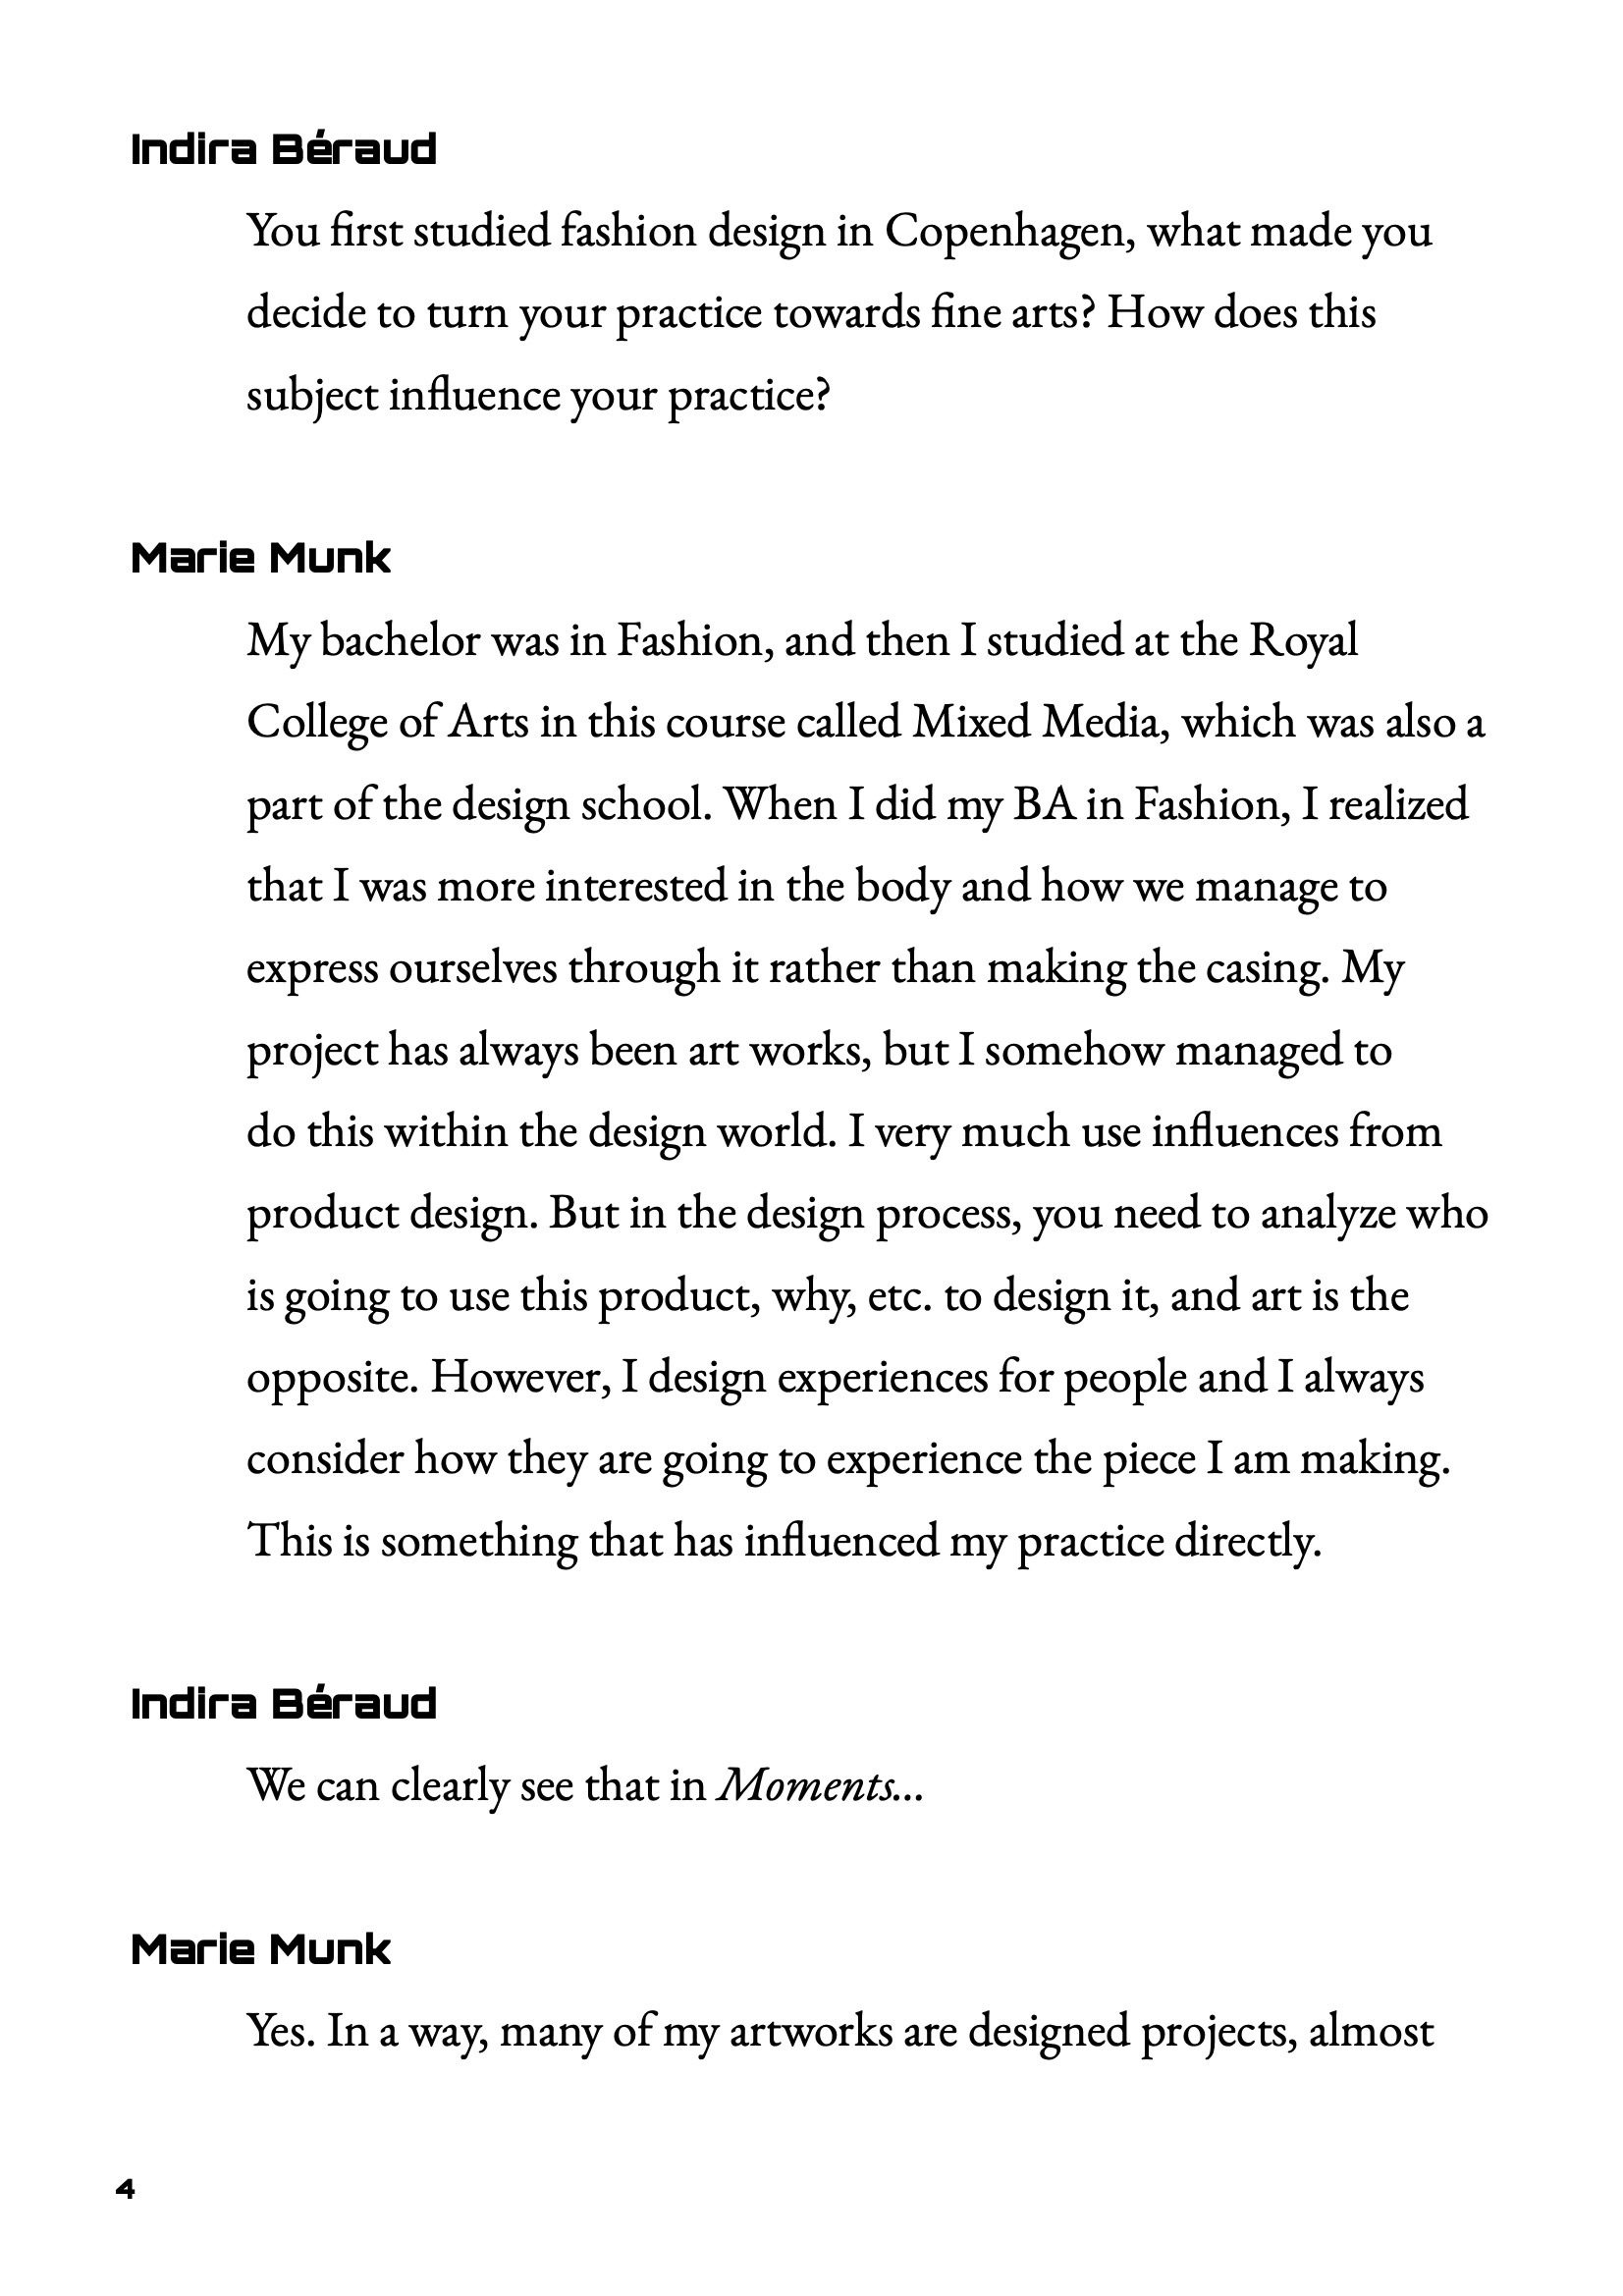 Indira Béraud
You first studied fashion design in Copenhagen, what made you
decide to turn your practice towards fine arts? How does this
subject influence your practice?
Marie Munk
My bachelor was in Fashion, and then I studied at the Royal
College of Arts in this course called Mixed Media, which was also a
part of the design school. When I did my BA in Fashion, I realized
that I was more interested in the body and how we manage to
express ourselves through it rather than making the casing. My
project has always been art works, but I somehow managed to
do this within the design world. I very much use influences from
product design. But in the design process, you need to analyze who
is going to use this product, why, etc. to design it, and art is the
opposite. However, I design experiences for people and I always
consider how they are going to experience the piece I am making.
This is something that has influenced my practice directly.
Indira Béraud
We can clearly see that in Moments...
Marie Munk
Yes. In a way, many of my artworks are designed projects, almost
4